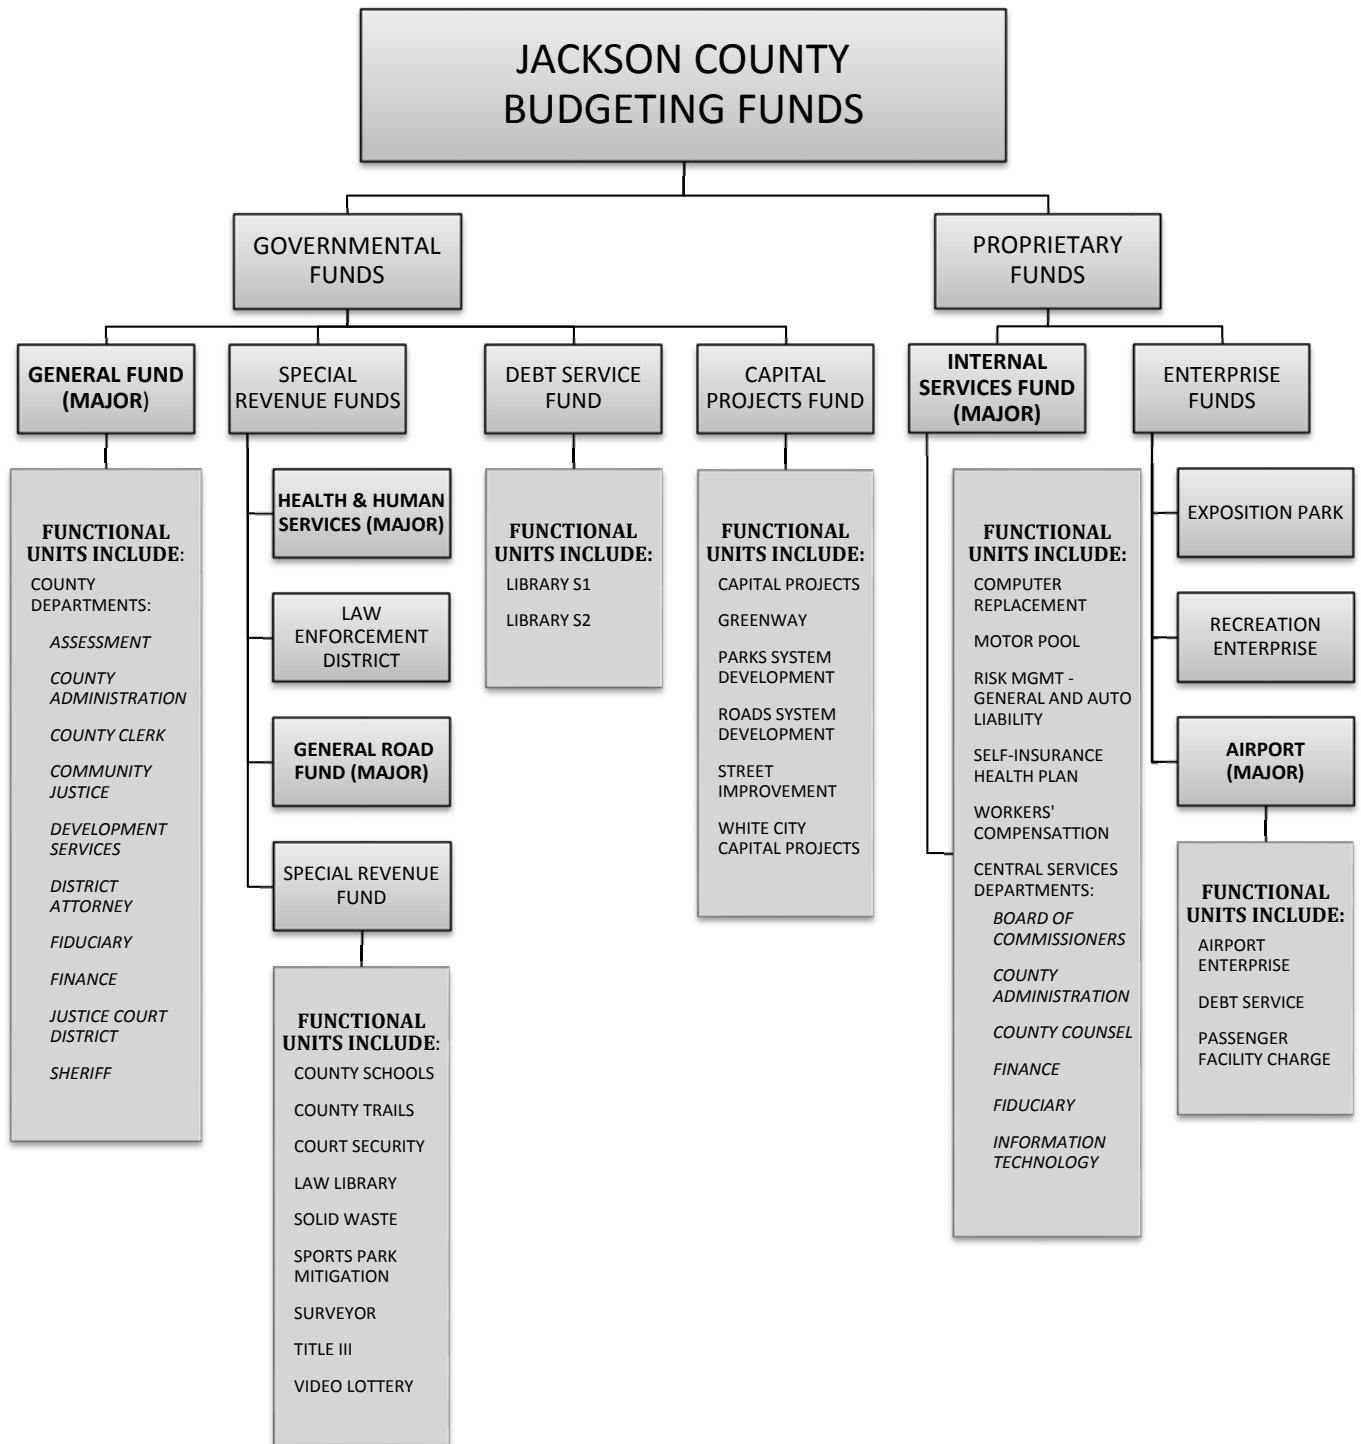 JACKSON COUNTY
BUDGETING FUNDS
GOVERNMENTAL
FUNDS
PROPRIETARY
FUNDS
GENERAL FUND
(MAJOR)
SPECIAL
REVENUE FUNDS
DEBT SERVICE
FUND
CAPITAL
PROJECTS FUND
INTERNAL
SERVICES FUND
(MAJOR)
ENTERPRISE
FUNDS
FUNCTIONAL
UNITS INCLUDE:
COUNTY
DEPARTMENTS:
ASSESSMENT
COUNTY
ADMINISTRATION
COUNTY CLERK
COMMUNITY
JUSTICE
DEVELOPMENT
SERVICES
DISTRICT
ATTORNEY
FIDUCIARY
FINANCE
JUSTICE COURT
DISTRICT
SHERIFF
HEALTH & HUMAN
SERVICES (MAJOR)
LAW
ENFORCEMENT
DISTRICT
GENERAL ROAD
FUND (MAJOR)
SPECIAL REVENUE
FUND
FUNCTIONAL
UNITS INCLUDE:
COUNTY SCHOOLS
COUNTY TRAILS
COURT SECURITY
LAW LIBRARY
SOLID WASTE
SPORTS PARK
MITIGATION
SURVEYOR
TITLE III
VIDEO LOTTERY
FUNCTIONAL
UNITS INCLUDE:
LIBRARY S1
LIBRARY S2
FUNCTIONAL
UNITS INCLUDE:
CAPITAL PROJECTS
GREENWAY
PARKS SYSTEM
DEVELOPMENT
ROADS SYSTEM
DEVELOPMENT
STREET
IMPROVEMENT
WHITE CITY
CAPITAL PROJECTS
FUNCTIONAL
UNITS INCLUDE:
COMPUTER
REPLACEMENT
MOTOR POOL
RISK MGMT -
GENERAL AND AUTO
LIABILITY
SELF-INSURANCE
HEALTH PLAN
WORKERS'
COMPENSATTION
CENTRAL SERVICES
DEPARTMENTS:
BOARD OF
COMMISSIONERS
COUNTY
ADMINISTRATION
COUNTY COUNSEL
FINANCE
FIDUCIARY
INFORMATION
TECHNOLOGY
EXPOSITION PARK
RECREATION
ENTERPRISE
AIRPORT
(MAJOR)
FUNCTIONAL
UNITS INCLUDE:
AIRPORT
ENTERPRISE
DEBT SERVICE
PASSENGER
FACILITY CHARGE